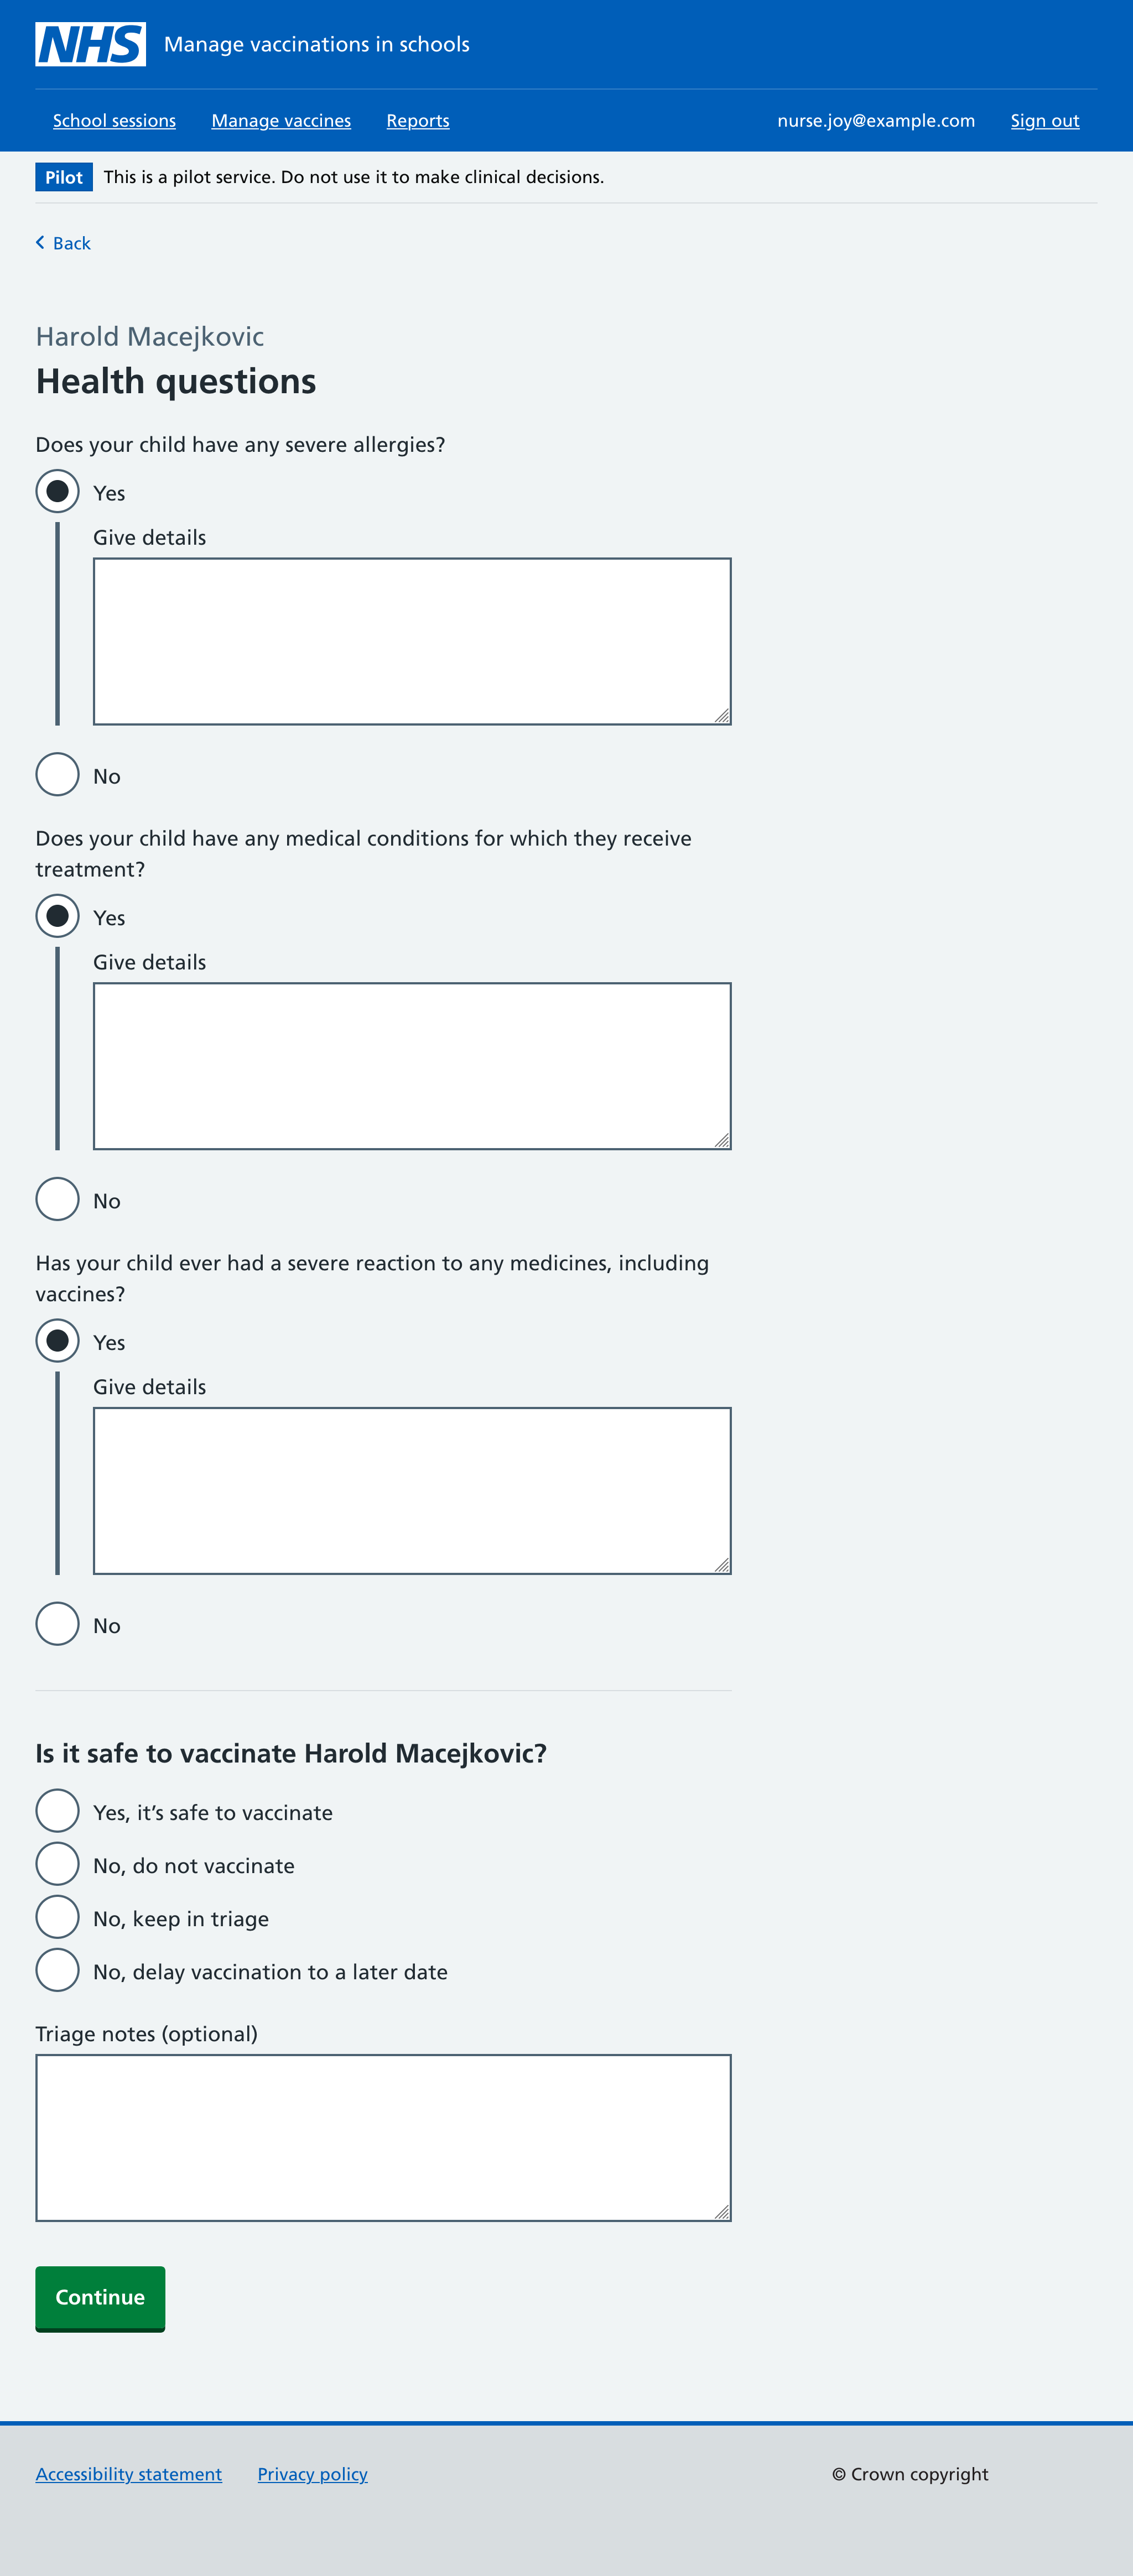 NHS Manage vaccinations in schools
School sessions Manage vaccines Reports nurse.joy@example.com Sign out
Pilot This is a pilot service. Do not use it to make clinical decisions.
Back
Harold Macejkovic
Health questions
Does your child have any severe allergies?
Yes
Give details
No
Does your child have any medical conditions for which they receive
treatment?
Yes
Give details
No
Has your child ever had a severe reaction to any medicines, including
vaccines?
Yes
Give details
No
Is it safe to vaccinate Harold Macejkovic?
Yes, it’s safe to vaccinate
No, do not vaccinate
No, keep in triage
No, delay vaccination to a later date
Triage notes (optional)
Continue
Accessibility statement Privacy policy © Crown copyright